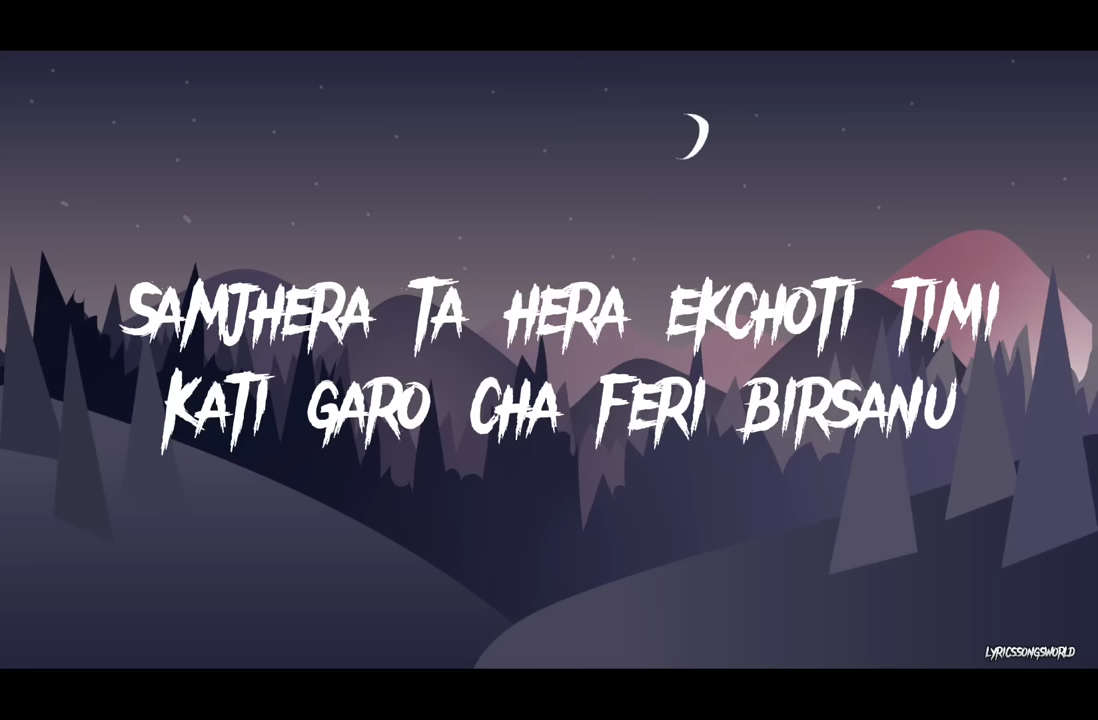 SAMJHERA TA HERA EKCHOTI TIMI
KATI GARO CHA FERI BIRSANU
LYRICSSONGSWORLD